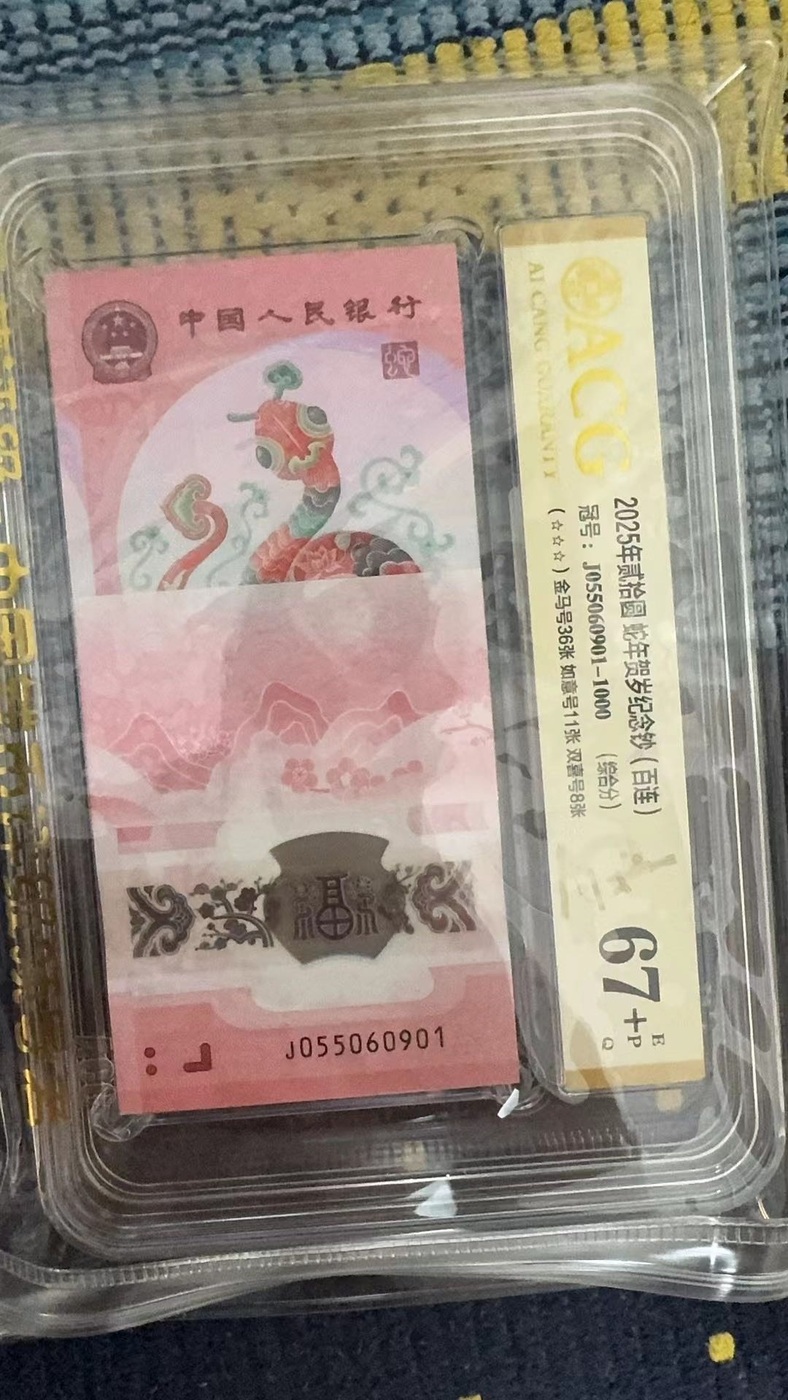 中国人民银行
福
J055060901
ACG
AI CANG GUARANTY
2025年贰拾圆 蛇年贺岁纪念钞（百连）
冠号：J055060901-1000 （综合分）
（☆☆☆）金马号36张 如意号11张 双喜号8张
67+
E
P
Q